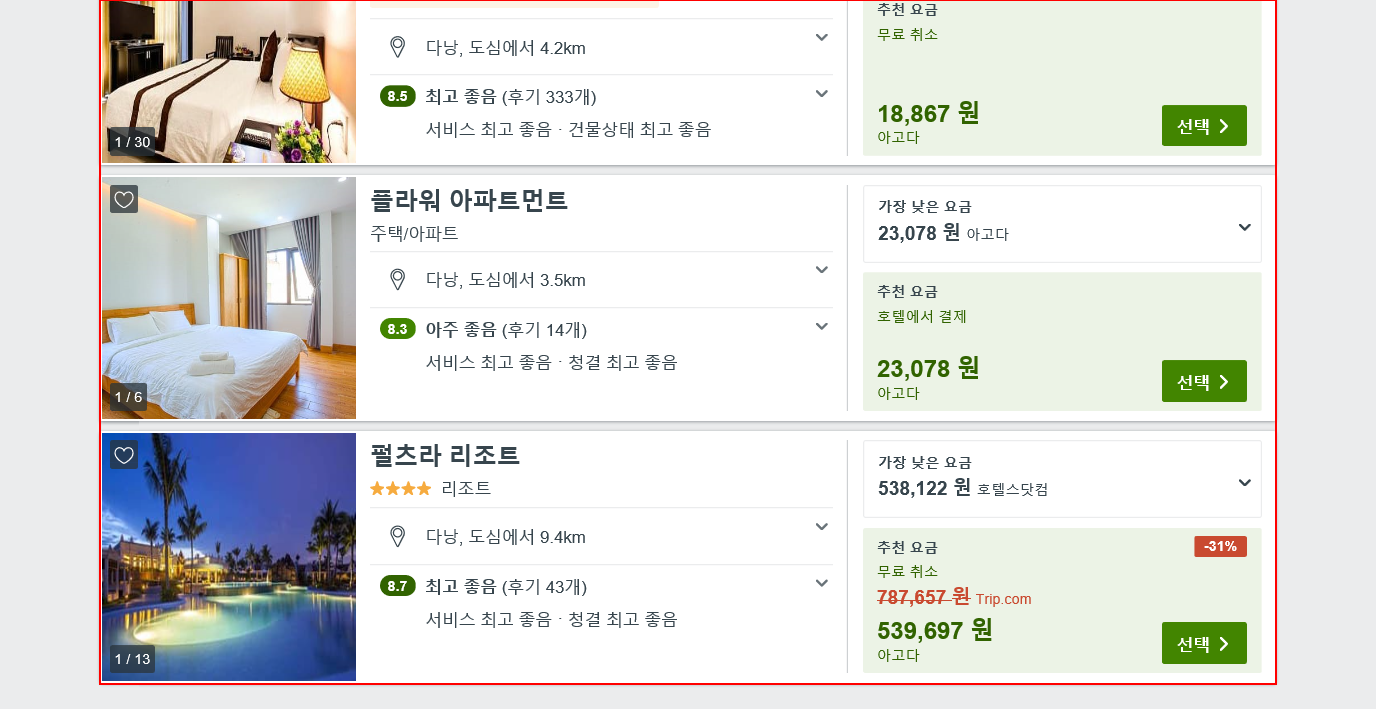 추천 요금
무료 취소
다낭, 도심에서 4.2km
8.5 최고 좋음 (후기 333개)
서비스 최고 좋음 · 건물상태 최고 좋음
1 / 30
18,867 원
아고다
선택
플라워 아파트먼트
주택/아파트
다낭, 도심에서 3.5km
8.3 아주 좋음 (후기 14개)
서비스 최고 좋음 · 청결 최고 좋음
1 / 6
가장 낮은 요금
23,078 원 아고다
추천 요금
호텔에서 결제
23,078 원
아고다
선택
펄츠라 리조트
리조트
다낭, 도심에서 9.4km
8.7 최고 좋음 (후기 43개)
서비스 최고 좋음 · 청결 최고 좋음
1 / 13
가장 낮은 요금
538,122 원 호텔스닷컴
추천 요금
-31%
무료 취소
787,657 원 Trip.com
539,697 원
아고다
선택